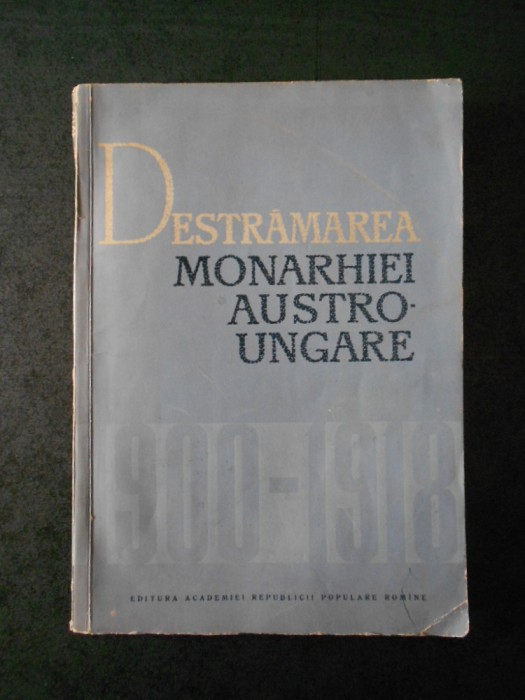 DESTRĂMAREA
MONARHIEI
AUSTRO-
UNGARE
1900-1918
EDITURA ACADEMIEI REPUBLICII POPULARE ROMÎNE